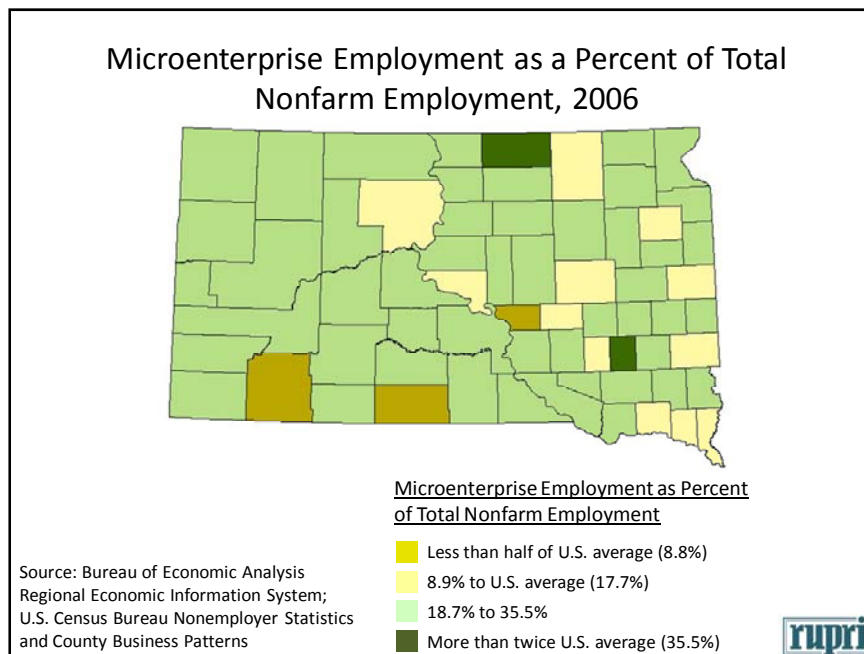 Microenterprise Employment as a Percent of Total
Nonfarm Employment, 2006
Microenterprise Employment as Percent
of Total Nonfarm Employment
Less than half of U.S. average (8.8%)
8.9% to U.S. average (17.7%)
18.7% to 35.5%
More than twice U.S. average (35.5%)
Source: Bureau of Economic Analysis
Regional Economic Information System;
U.S. Census Bureau Nonemployer Statistics
and County Business Patterns
rupri